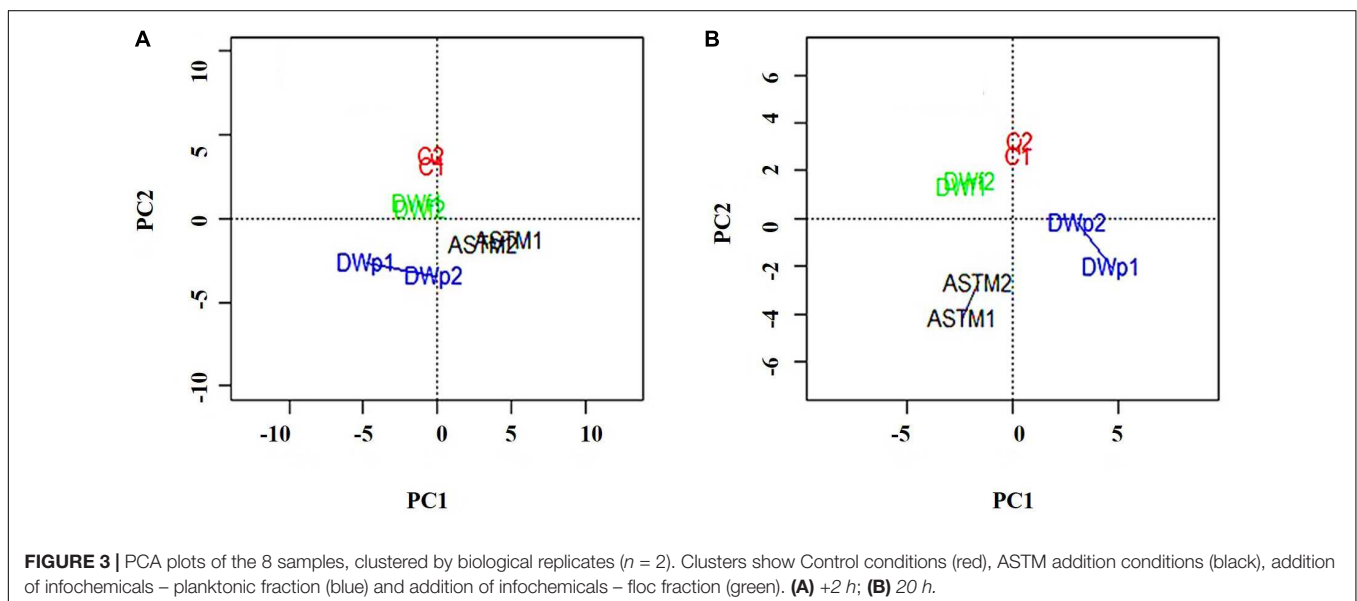 A
B
10
5
0
-5
-10
PC2
C2
C1
DWf2
ASTM2
ASTM1
DWp1
DWp2
-10
-5
0
5
10
PC1
6
4
2
0
-2
-4
-6
PC2
C2
C1
DWf1
DWf2
DWp2
DWp1
ASTM2
ASTM1
-5
0
5
PC1
FIGURE 3 | PCA plots of the 8 samples, clustered by biological replicates (n = 2). Clusters show Control conditions (red), ASTM addition conditions (black), addition
of infochemicals – planktonic fraction (blue) and addition of infochemicals – floc fraction (green). (A) +2 h; (B) 20 h.